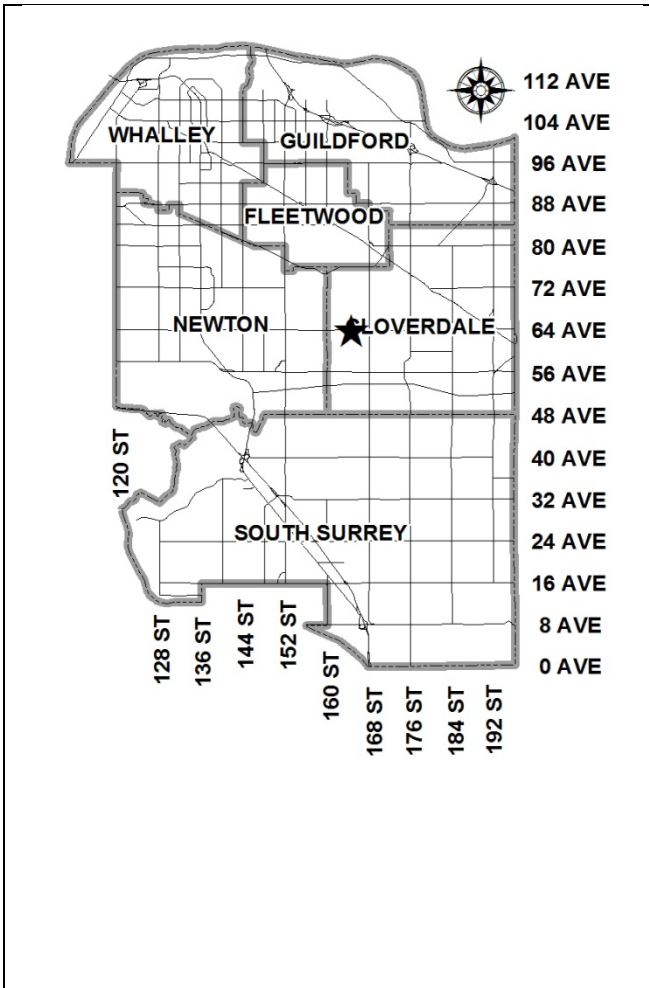 112 AVE
104 AVE
WHALLEY
GUILDFORD
96 AVE
88 AVE
FLEETWOOD
80 AVE
72 AVE
NEWTON
CLOVERDALE
64 AVE
56 AVE
48 AVE
120 ST
40 AVE
32 AVE
SOUTH SURREY
24 AVE
16 AVE
128 ST
136 ST
144 ST
152 ST
8 AVE
160 ST
0 AVE
168 ST
176 ST
184 ST
192 ST